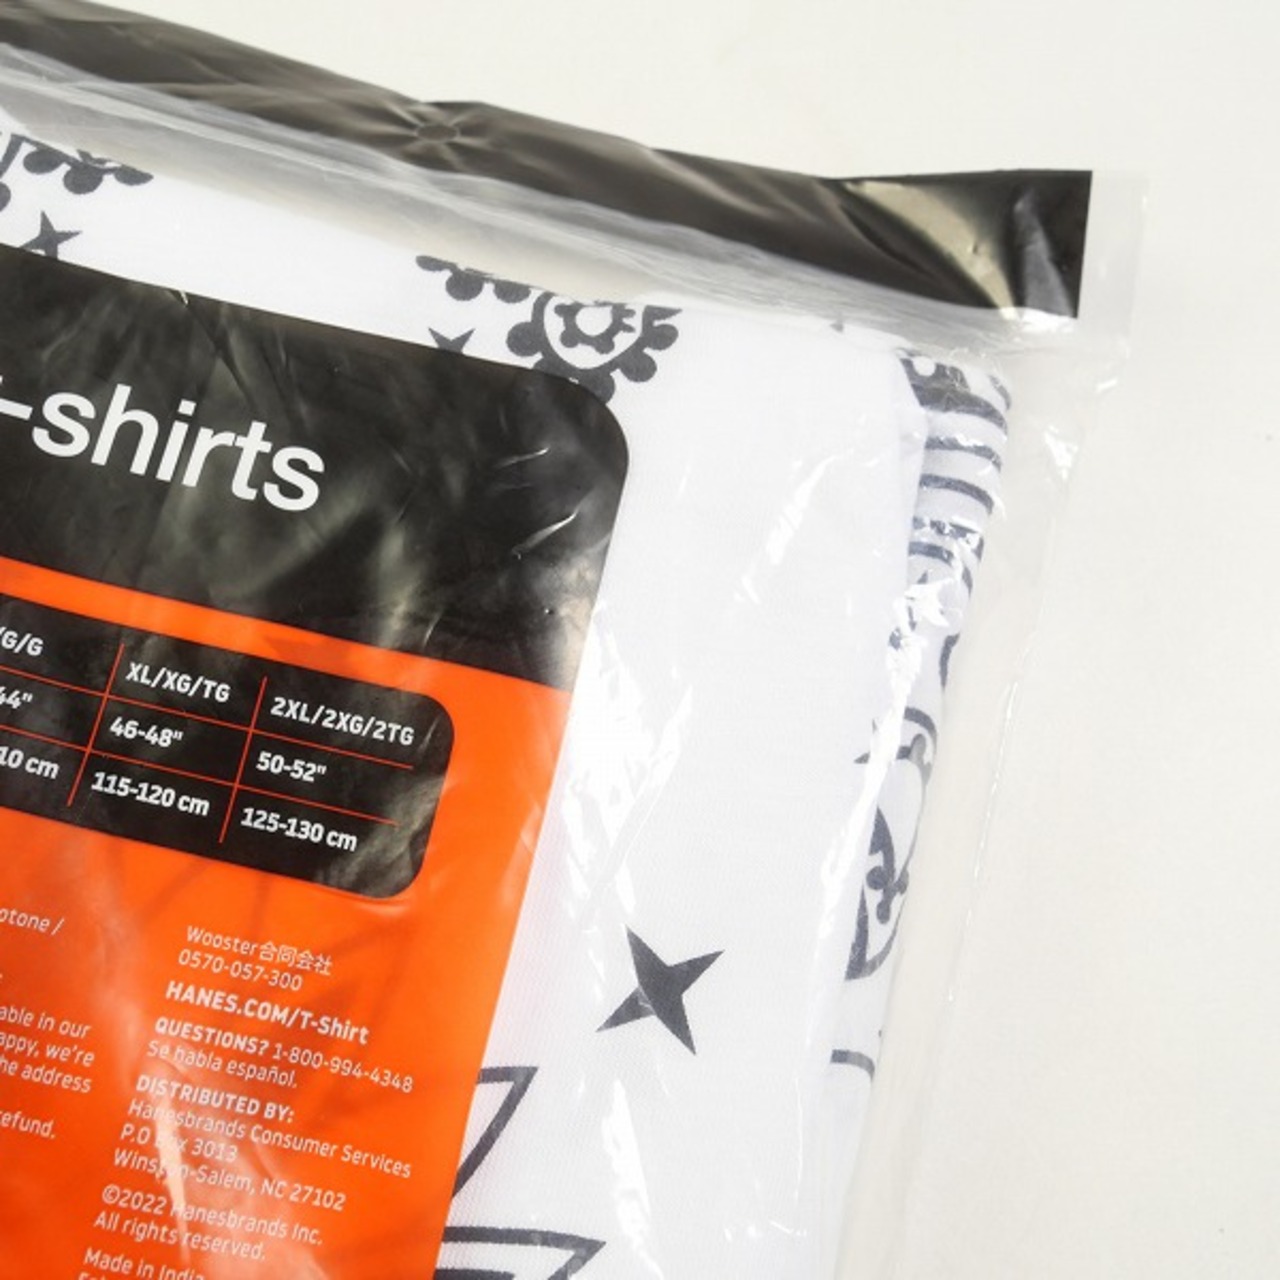 -shirts
/G/G XL/XG/TG 2XL/2XG/2TG
44" 46-48" 50-52"
10 cm 115-120 cm 125-130 cm
otone /
able in our
appy, we're
he address
refund.
Wooster合同会社
0570-057-300
HANES.COM/T-Shirt
QUESTIONS? 1-800-994-4348
Se habla español.
DISTRIBUTED BY:
Hanesbrands Consumer Services
P.O Box 3013
Winston-Salem, NC 27102
©2022 Hanesbrands Inc.
All rights reserved.
Made in India